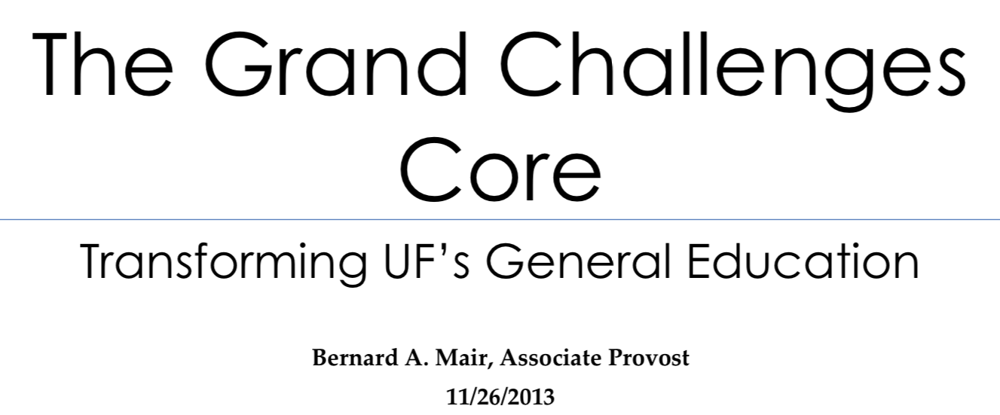 The Grand Challenges
Core
Transforming UF’s General Education
Bernard A. Mair, Associate Provost
11/26/2013